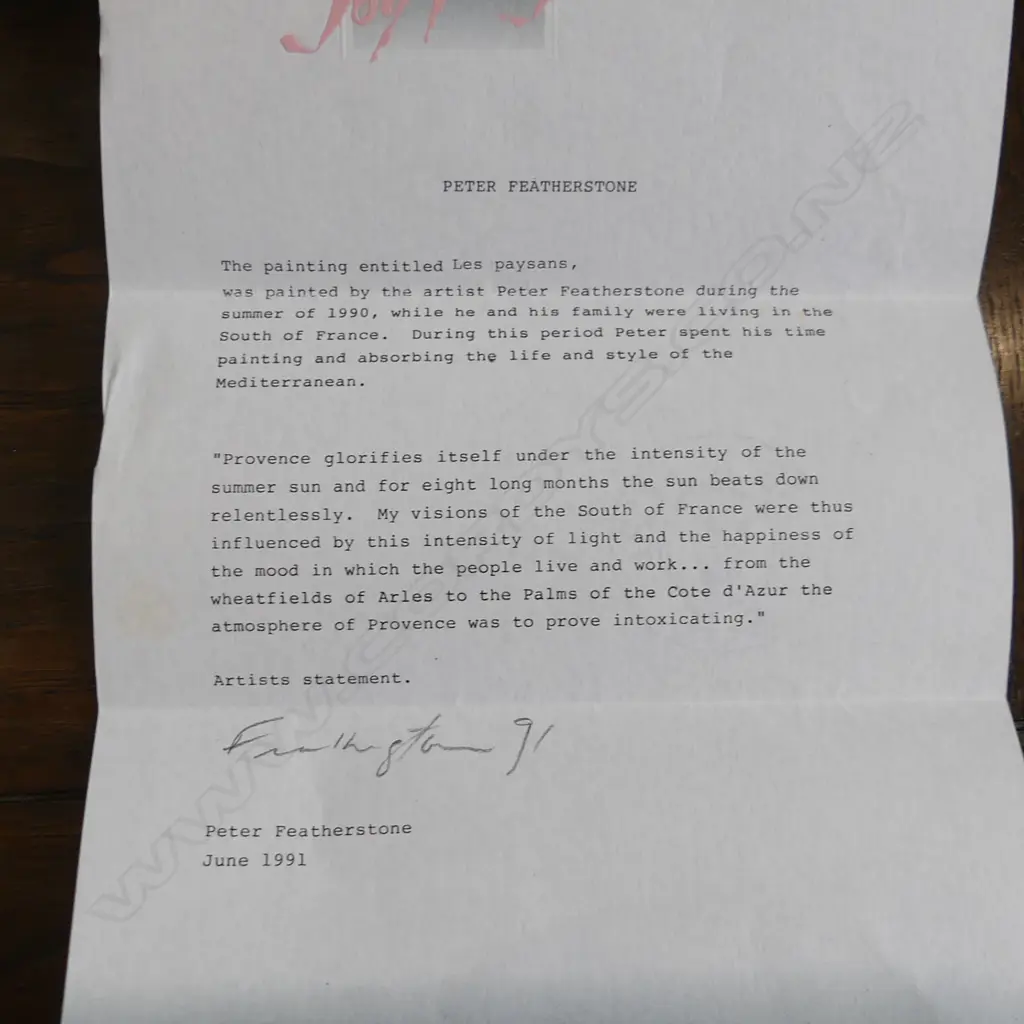 PETER FEATHERSTONE
The painting entitled Les paysans,
was painted by the artist Peter Featherstone during the
summer of 1990, while he and his family were living in the
South of France. During this period Peter spent his time
painting and absorbing the life and style of the
Mediterranean.
"Provence glorifies itself under the intensity of the
summer sun and for eight long months the sun beats down
relentlessly. My visions of the South of France were thus
influenced by this intensity of light and the happiness of
the mood in which the people live and work... from the
wheatfields of Arles to the Palms of the Cote d'Azur the
atmosphere of Provence was to prove intoxicating."
Artists statement.
Featherstone 91
Peter Featherstone
June 1991